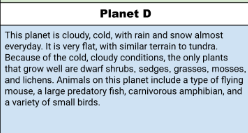 Planet D
This planet is cloudy, cold, with rain and snow almost
everyday. It is very flat, with similar terrain to tundra.
Because of the cold, cloudy conditions, the only plants
that grow well are dwarf shrubs, sedges, grasses, mosses,
and lichens. Animals on this planet include a type of flying
mouse, a large predatory fish, carnivorous amphibian, and
a variety of small birds.